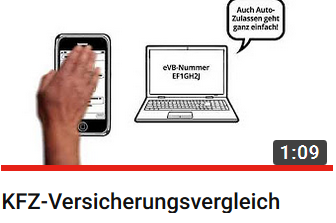 Auch Auto-
Zulassen geht
ganz einfach!
eVB-Nummer
EF1GH2J
1:09
KFZ-Versicherungsvergleich